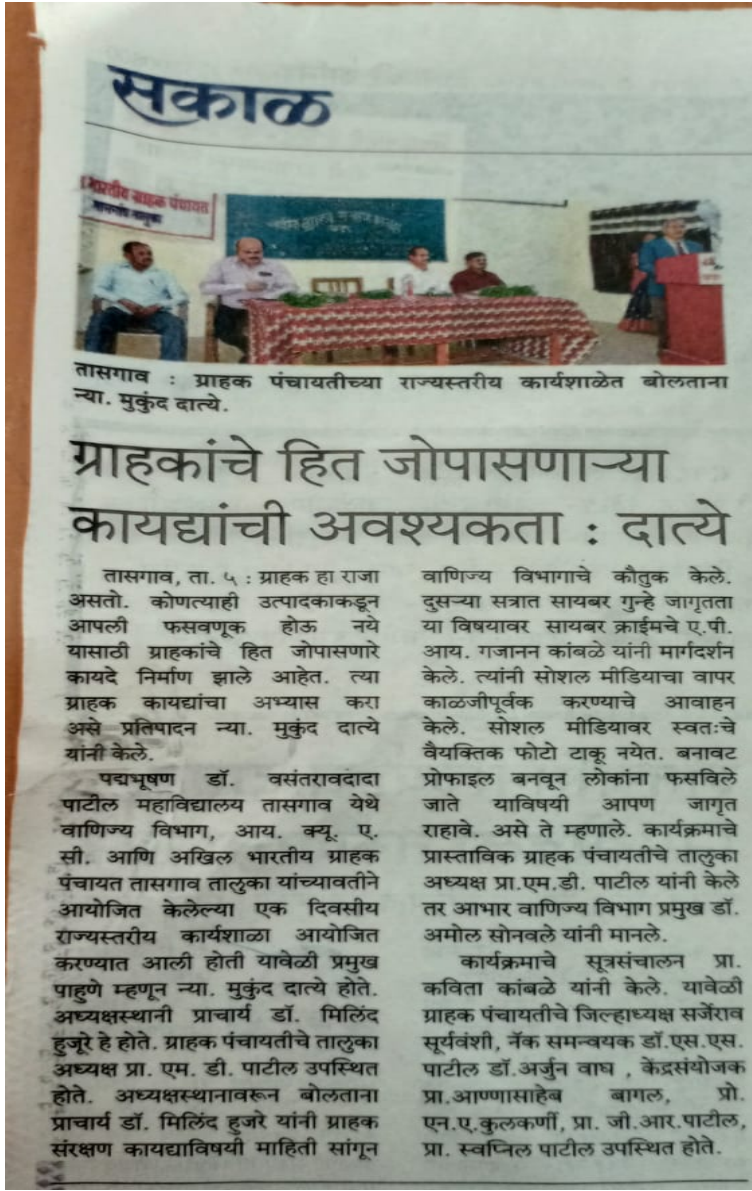 सकाळ
भारतीय ग्राहक पंचायत
तालुका
तासगाव : ग्राहक पंचायतीच्या राज्यस्तरीय कार्यशाळेत बोलताना
न्या. मुकुंद दात्ये.
ग्राहकांचे हित जोपासणाऱ्या
कायद्यांची अवश्यकता : दात्ये
तासगाव, ता. ५ : ग्राहक हा राजा
असतो. कोणत्याही उत्पादकाकडून
आपली फसवणूक होऊ नये
यासाठी ग्राहकांचे हित जोपासणारे
कायदे निर्माण झाले आहेत. त्या
ग्राहक कायद्यांचा अभ्यास करा
असे प्रतिपादन न्या. मुकुंद दात्ये
यांनी केले.
पद्मभूषण डॉ. वसंतरावदादा
पाटील महाविद्यालय तासगाव येथे
वाणिज्य विभाग, आय. क्यू. ए.
सी. आणि अखिल भारतीय ग्राहक
पंचायत तासगाव तालुका यांच्यावतीने
आयोजित केलेल्या एक दिवसीय
राज्यस्तरीय कार्यशाळा आयोजित
करण्यात आली होती यावेळी प्रमुख
पाहुणे म्हणून न्या. मुकुंद दात्ये होते.
अध्यक्षस्थानी प्राचार्य डॉ. मिलिंद
हुजूरे हे होते. ग्राहक पंचायतीचे तालुका
अध्यक्ष प्रा. एम. डी. पाटील उपस्थित
होते. अध्यक्षस्थानावरून बोलताना
प्राचार्य डॉ. मिलिंद हुजरे यांनी ग्राहक
संरक्षण कायद्याविषयी माहिती सांगून
वाणिज्य विभागाचे कौतुक केले.
दुसऱ्या सत्रात सायबर गुन्हे जागृतता
या विषयावर सायबर क्राईमचे ए.पी.
आय. गजानन कांबळे यांनी मार्गदर्शन
केले. त्यांनी सोशल मीडियाचा वापर
काळजीपूर्वक करण्याचे आवाहन
केले. सोशल मीडियावर स्वतःचे
वैयक्तिक फोटो टाकू नयेत. बनावट
प्रोफाइल बनवून लोकांना फसविले
जाते याविषयी आपण जागृत
राहावे. असे ते म्हणाले. कार्यक्रमाचे
प्रास्ताविक ग्राहक पंचायतीचे तालुका
अध्यक्ष प्रा.एम.डी. पाटील यांनी केले
तर आभार वाणिज्य विभाग प्रमुख डॉ.
अमोल सोनवले यांनी मानले.
कार्यक्रमाचे सूत्रसंचालन प्रा.
कविता कांबळे यांनी केले. यावेळी
ग्राहक पंचायतीचे जिल्हाध्यक्ष सर्जेराव
सूर्यवंशी, नॅक समन्वयक डॉ.एस.एस.
पाटील डॉ.अर्जुन वाघ , केंद्रसंयोजक
प्रा.आण्णासाहेब बागल, प्रो.
एन.ए.कुलकर्णी, प्रा. जी.आर.पाटील,
प्रा. स्वप्निल पाटील उपस्थित होते.